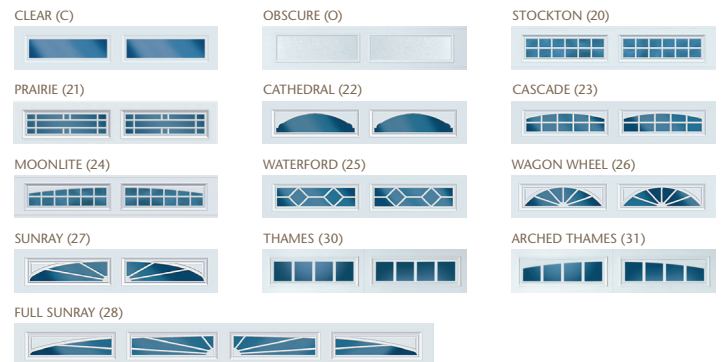 CLEAR (C)
OBSCURE (O)
STOCKTON (20)
PRAIRIE (21)
CATHEDRAL (22)
CASCADE (23)
MOONLITE (24)
WATERFORD (25)
WAGON WHEEL (26)
SUNRAY (27)
THAMES (30)
ARCHED THAMES (31)
FULL SUNRAY (28)